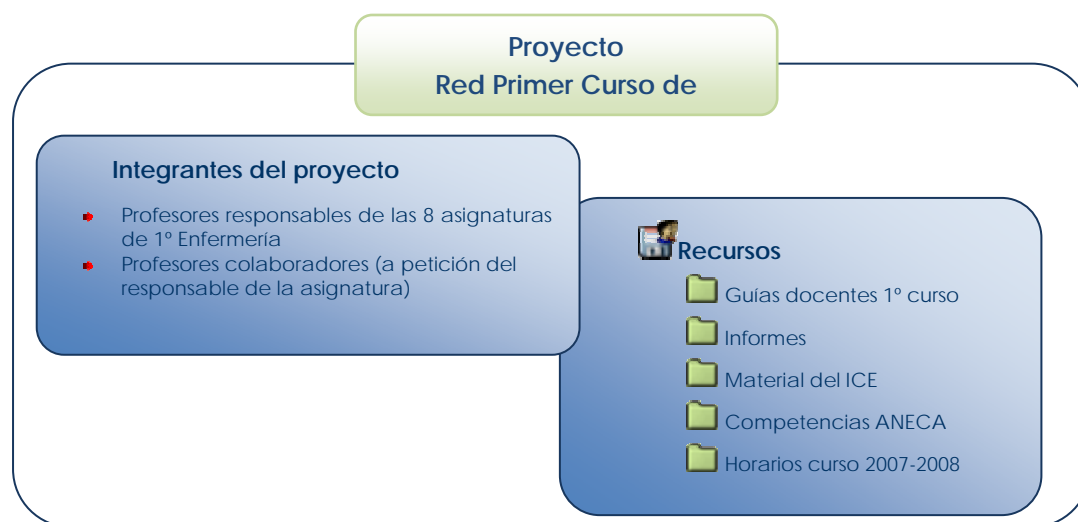 Proyecto
Red Primer Curso de
Integrantes del proyecto
Profesores responsables de las 8 asignaturas
de 1º Enfermería
Profesores colaboradores (a petición del
responsable de la asignatura)
Recursos
Guías docentes 1º curso
Informes
Material del ICE
Competencias ANECA
Horarios curso 2007-2008